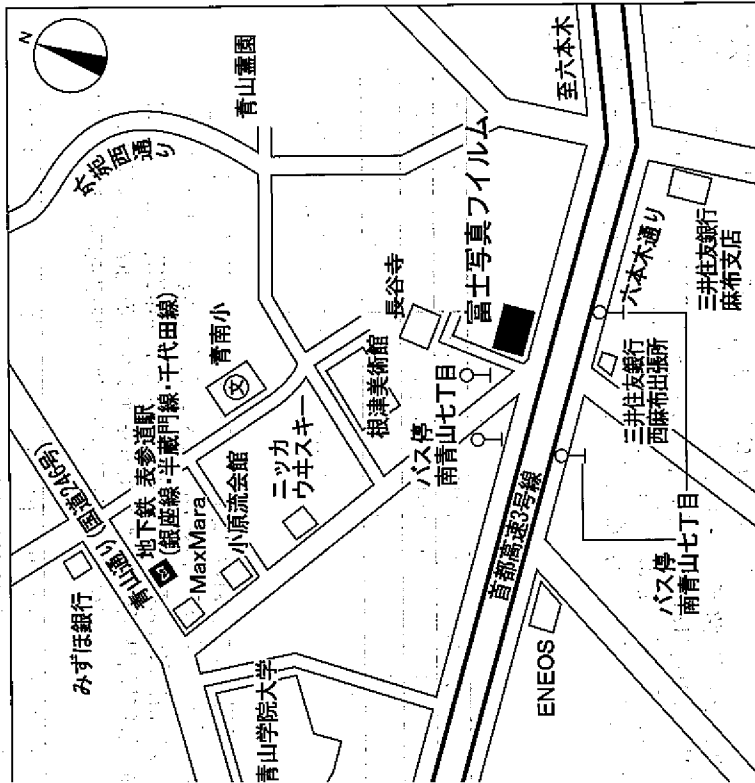 N
青山霊園
外苑西通り
至六本木
青山通り(国道246号)
地下鉄 表参道駅
(銀座線・半蔵門線・千代田線)
みずほ銀行
MaxMara
小原流会館
青南小
文
ニッカ
ウヰスキー
根津美術館
長谷寺
富士写真フイルム
バス停
南青山七丁目
青山学院大学
首都高速3号線
六本木通り
三井住友銀行
麻布支店
三井住友銀行
西麻布出張所
ENEOS
バス停
南青山七丁目